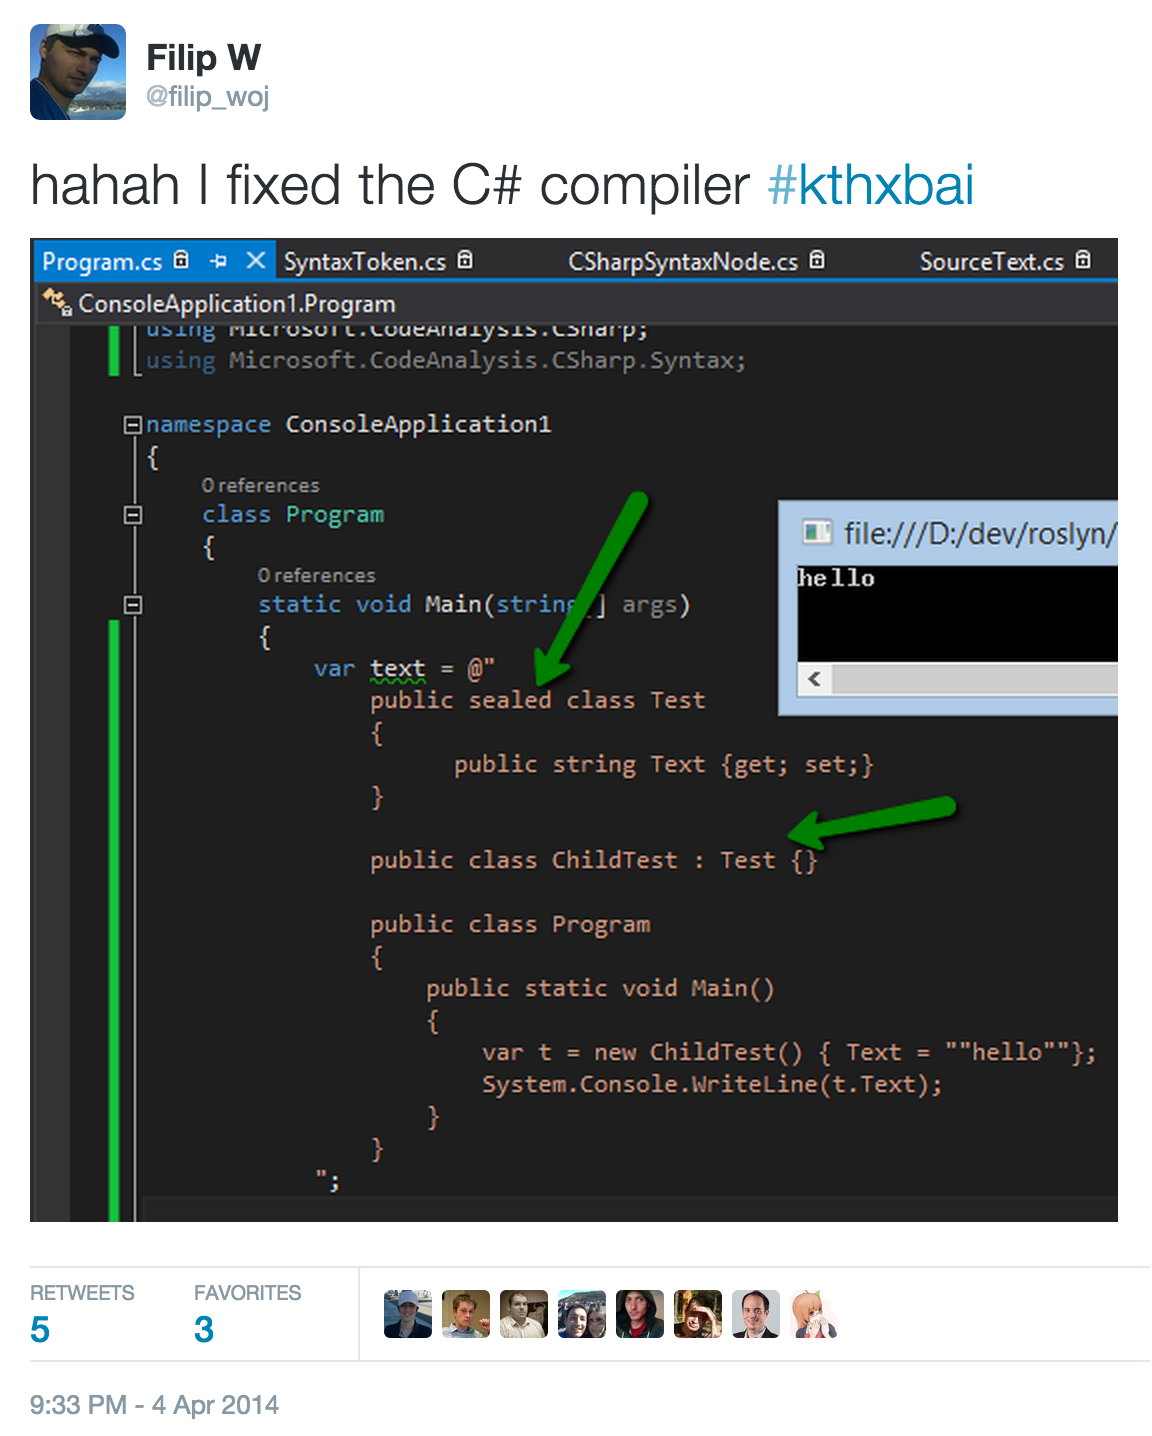 Filip W
@filip_woj
hahah I fixed the C# compiler #kthxbai
Program.cs SyntaxToken.cs CSharpSyntaxNode.cs SourceText.cs
ConsoleApplication1.Program
using Microsoft.CodeAnalysis.CSharp;
using Microsoft.CodeAnalysis.CSharp.Syntax;
namespace ConsoleApplication1
{
0 references
class Program
{
0 references
static void Main(string[] args)
{
var text = @"
public sealed class Test
{
public string Text {get; set;}
}
public class ChildTest : Test {}
public class Program
{
public static void Main()
{
var t = new ChildTest() { Text = ""hello""};
System.Console.WriteLine(t.Text);
}
}
";
file:///D:/dev/roslyn/
hello
RETWEETS FAVORITES
5 3
9:33 PM - 4 Apr 2014